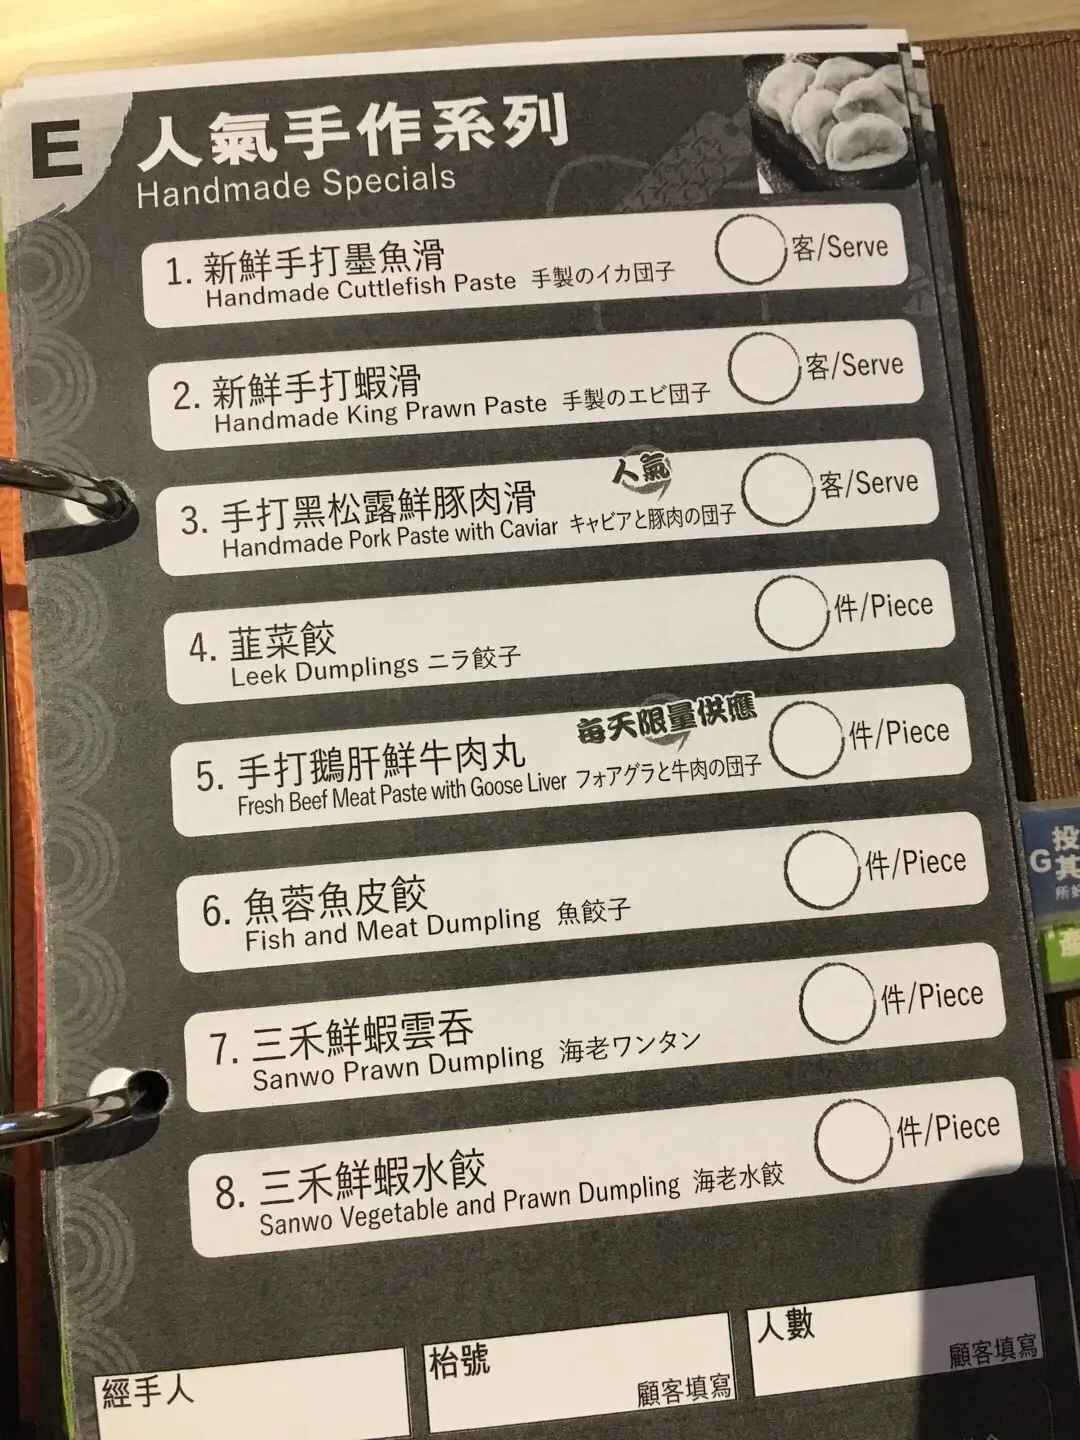 E
人氣手作系列
Handmade Specials
1. 新鮮手打墨魚滑
Handmade Cuttlefish Paste 手製のイカ団子
客/Serve
2. 新鮮手打蝦滑
Handmade King Prawn Paste 手製のエビ団子
客/Serve
人氣
3. 手打黑松露鮮豚肉滑
Handmade Pork Paste with Caviar キャビアと豚肉の団子
客/Serve
4. 韮菜餃
Leek Dumplings ニラ餃子
件/Piece
每天限量供應
5. 手打鵝肝鮮牛肉丸
Fresh Beef Meat Paste with Goose Liver フォアグラと牛肉の団子
件/Piece
6. 魚蓉魚皮餃
Fish and Meat Dumpling 魚餃子
件/Piece
7. 三禾鮮蝦雲吞
Sanwo Prawn Dumpling 海老ワンタン
件/Piece
8. 三禾鮮蝦水餃
Sanwo Vegetable and Prawn Dumpling 海老水餃
件/Piece
經手人
枱號
顧客填寫
人數
顧客填寫
G
投
其
所好